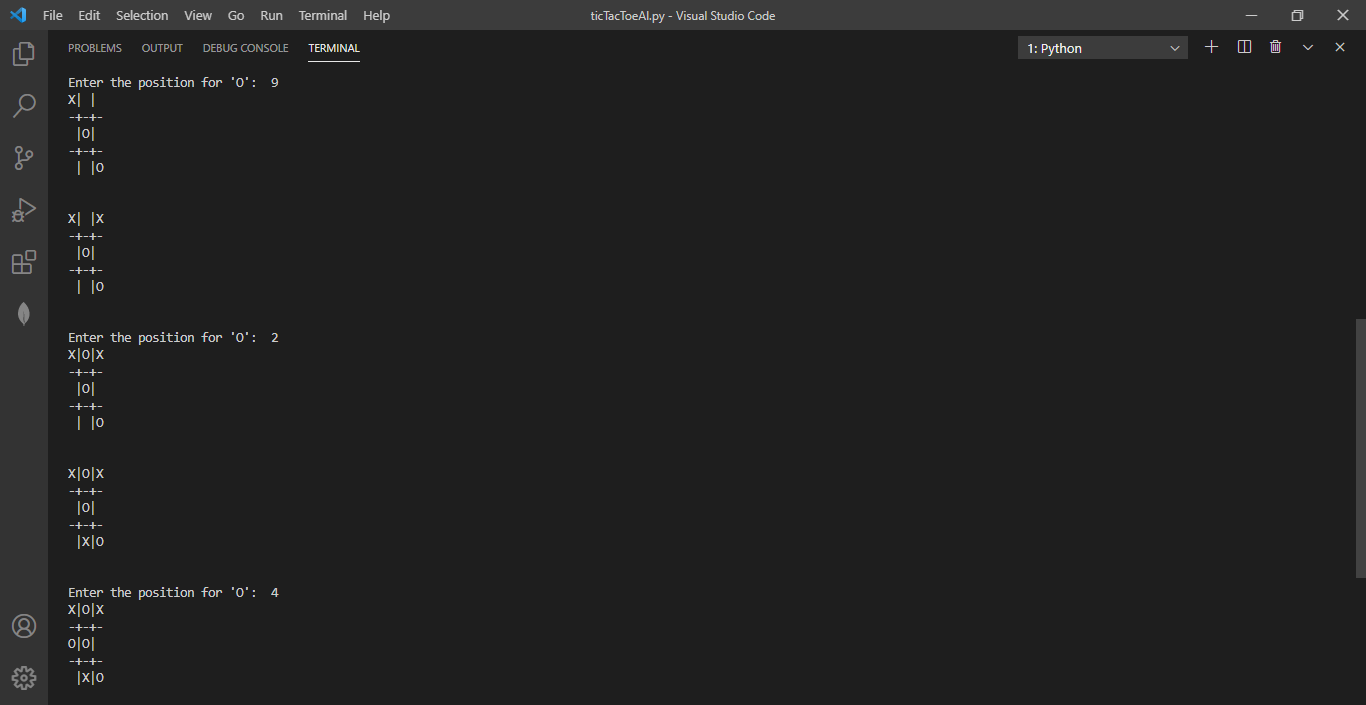 File Edit Selection View Go Run Terminal Help ticTacToeAI.py - Visual Studio Code
PROBLEMS OUTPUT DEBUG CONSOLE TERMINAL 1: Python
Enter the position for 'O':  9
X| |
-+-+-
 |O|
-+-+-
 | |O
X| |X
-+-+-
 |O|
-+-+-
 | |O
Enter the position for 'O':  2
X|O|X
-+-+-
 |O|
-+-+-
 | |O
X|O|X
-+-+-
 |O|
-+-+-
 |X|O
Enter the position for 'O':  4
X|O|X
-+-+-
O|O|
-+-+-
 |X|O